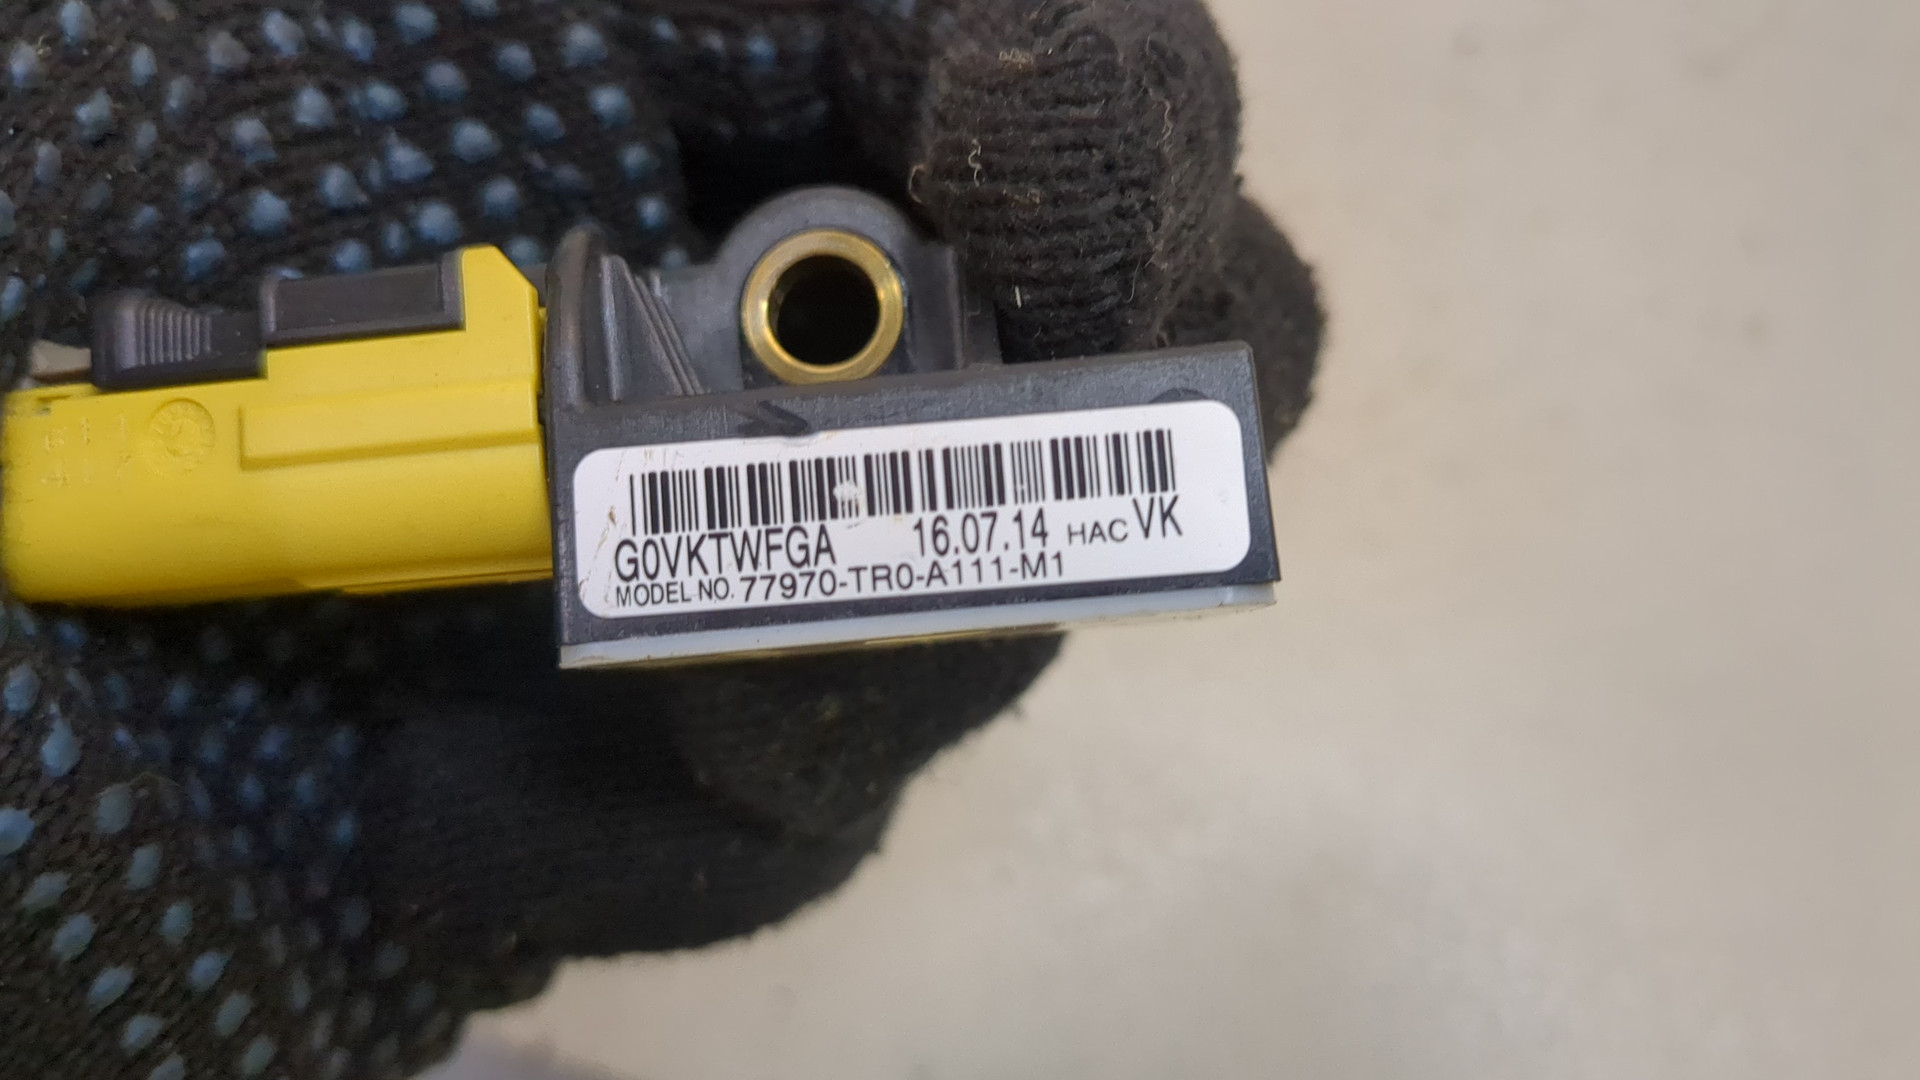 G0VKTWFGA 16.07.14 HAC VK
MODEL NO. 77970-TR0-A111-M1